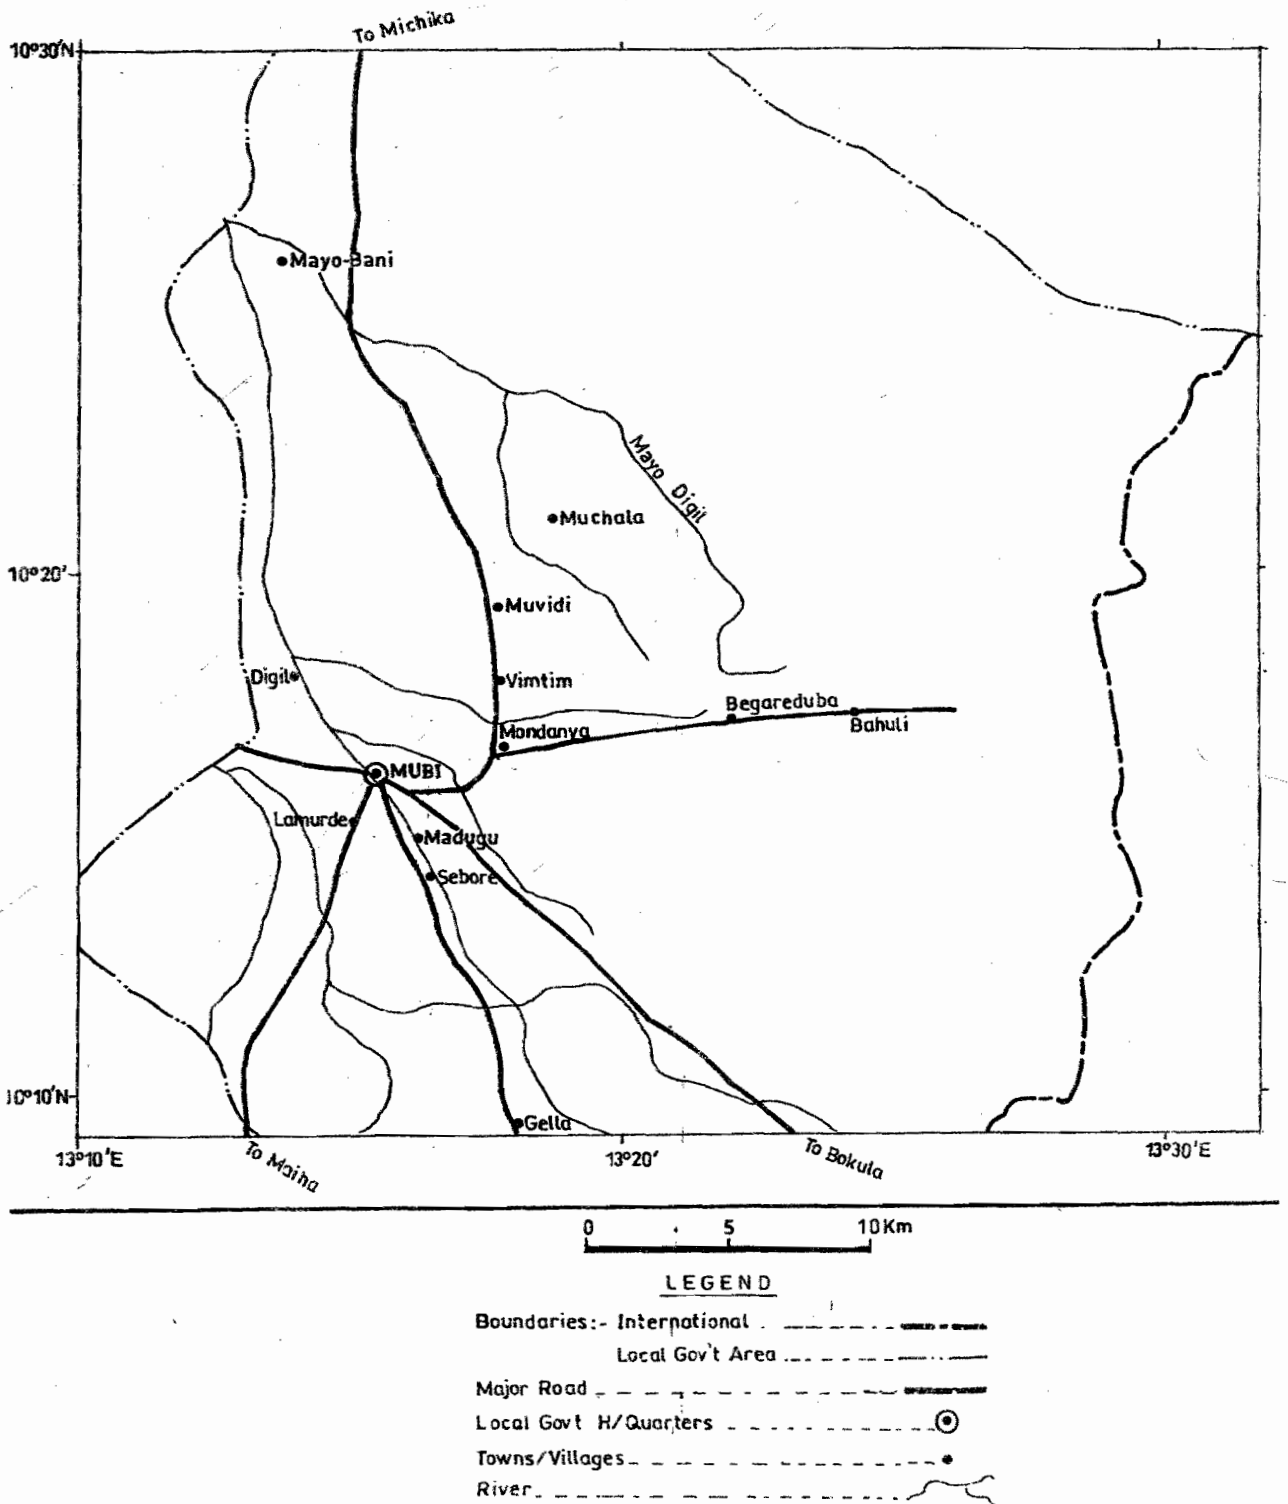 To Michika
10°30'N
Mayo-Bani
Mayo Digil
Muchala
10°20'
Muvidi
Digil
Vimtim
Begareduba
Mondanya
Bahuli
MUBI
Lamurde
Madugu
Sebore
10°10'N
Gella
13°10'E
To Maiha
13°20'
To Bokula
13°30'E
0 5 10Km
LEGEND
Boundaries:- International
Local Gov't Area
Major Road
Local Govt H/Quarters
Towns/Villages
River